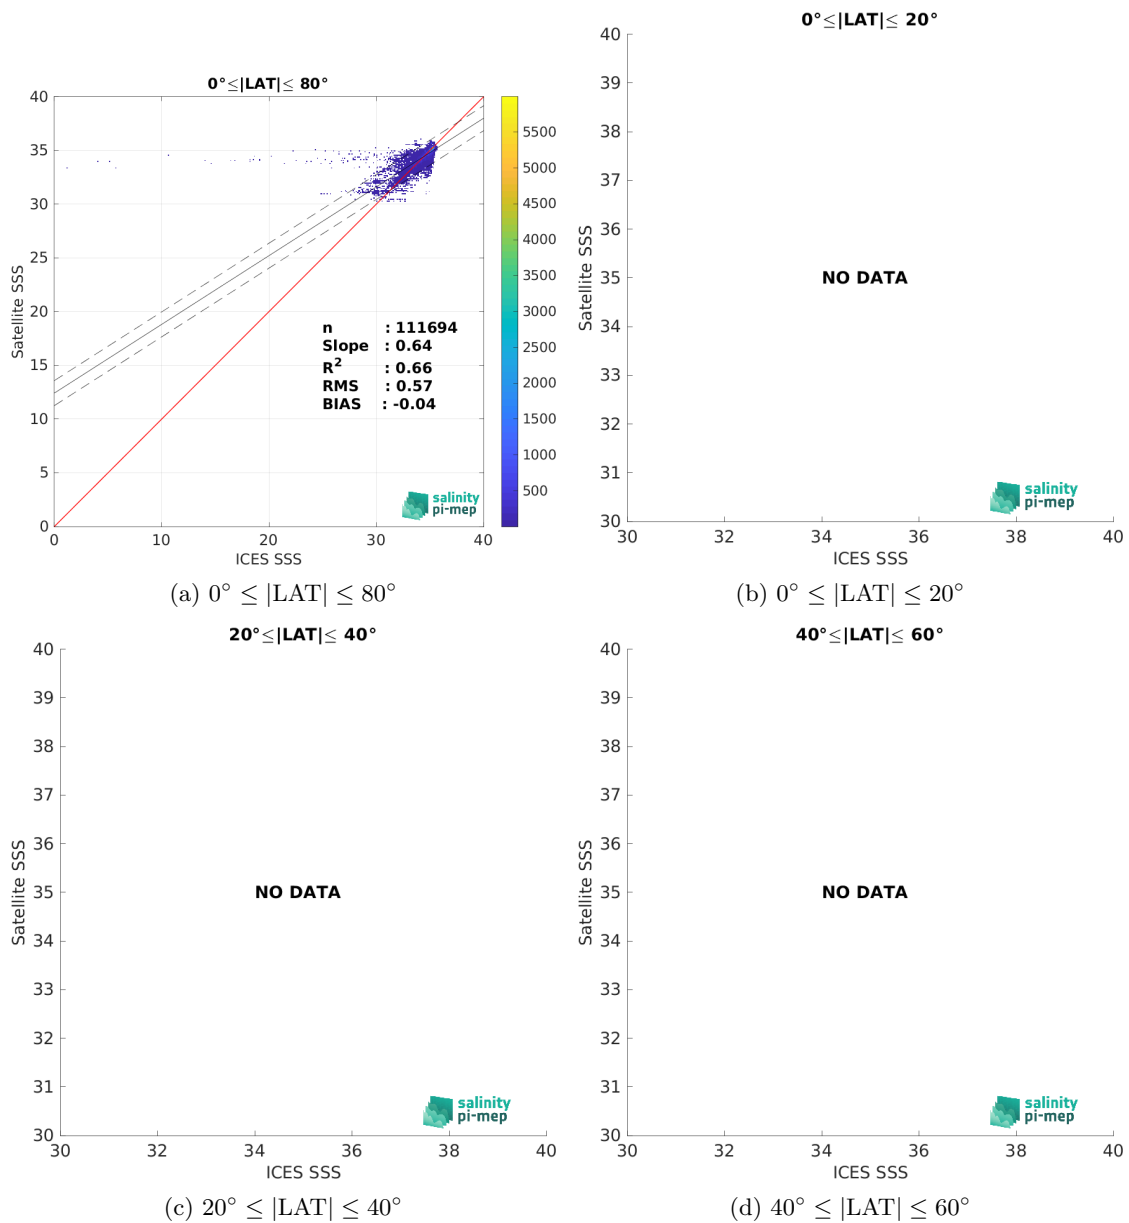 0°≤|LAT|≤ 80°
40
35
30
25
20
15
10
5
0
Satellite SSS
0
10
20
30
40
ICES SSS
n : 111694
Slope : 0.64
R² : 0.66
RMS : 0.57
BIAS : -0.04
salinity
pi-mep
5500
5000
4500
4000
3500
3000
2500
2000
1500
1000
500
(a) 0° ≤ |LAT| ≤ 80°
0°≤|LAT|≤ 20°
40
39
38
37
36
35
34
33
32
31
30
Satellite SSS
NO DATA
salinity
pi-mep
30
32
34
36
38
40
ICES SSS
(b) 0° ≤ |LAT| ≤ 20°
20°≤|LAT|≤ 40°
40
39
38
37
36
35
34
33
32
31
30
Satellite SSS
NO DATA
salinity
pi-mep
30
32
34
36
38
40
ICES SSS
(c) 20° ≤ |LAT| ≤ 40°
40°≤|LAT|≤ 60°
40
39
38
37
36
35
34
33
32
31
30
Satellite SSS
NO DATA
salinity
pi-mep
30
32
34
36
38
40
ICES SSS
(d) 40° ≤ |LAT| ≤ 60°